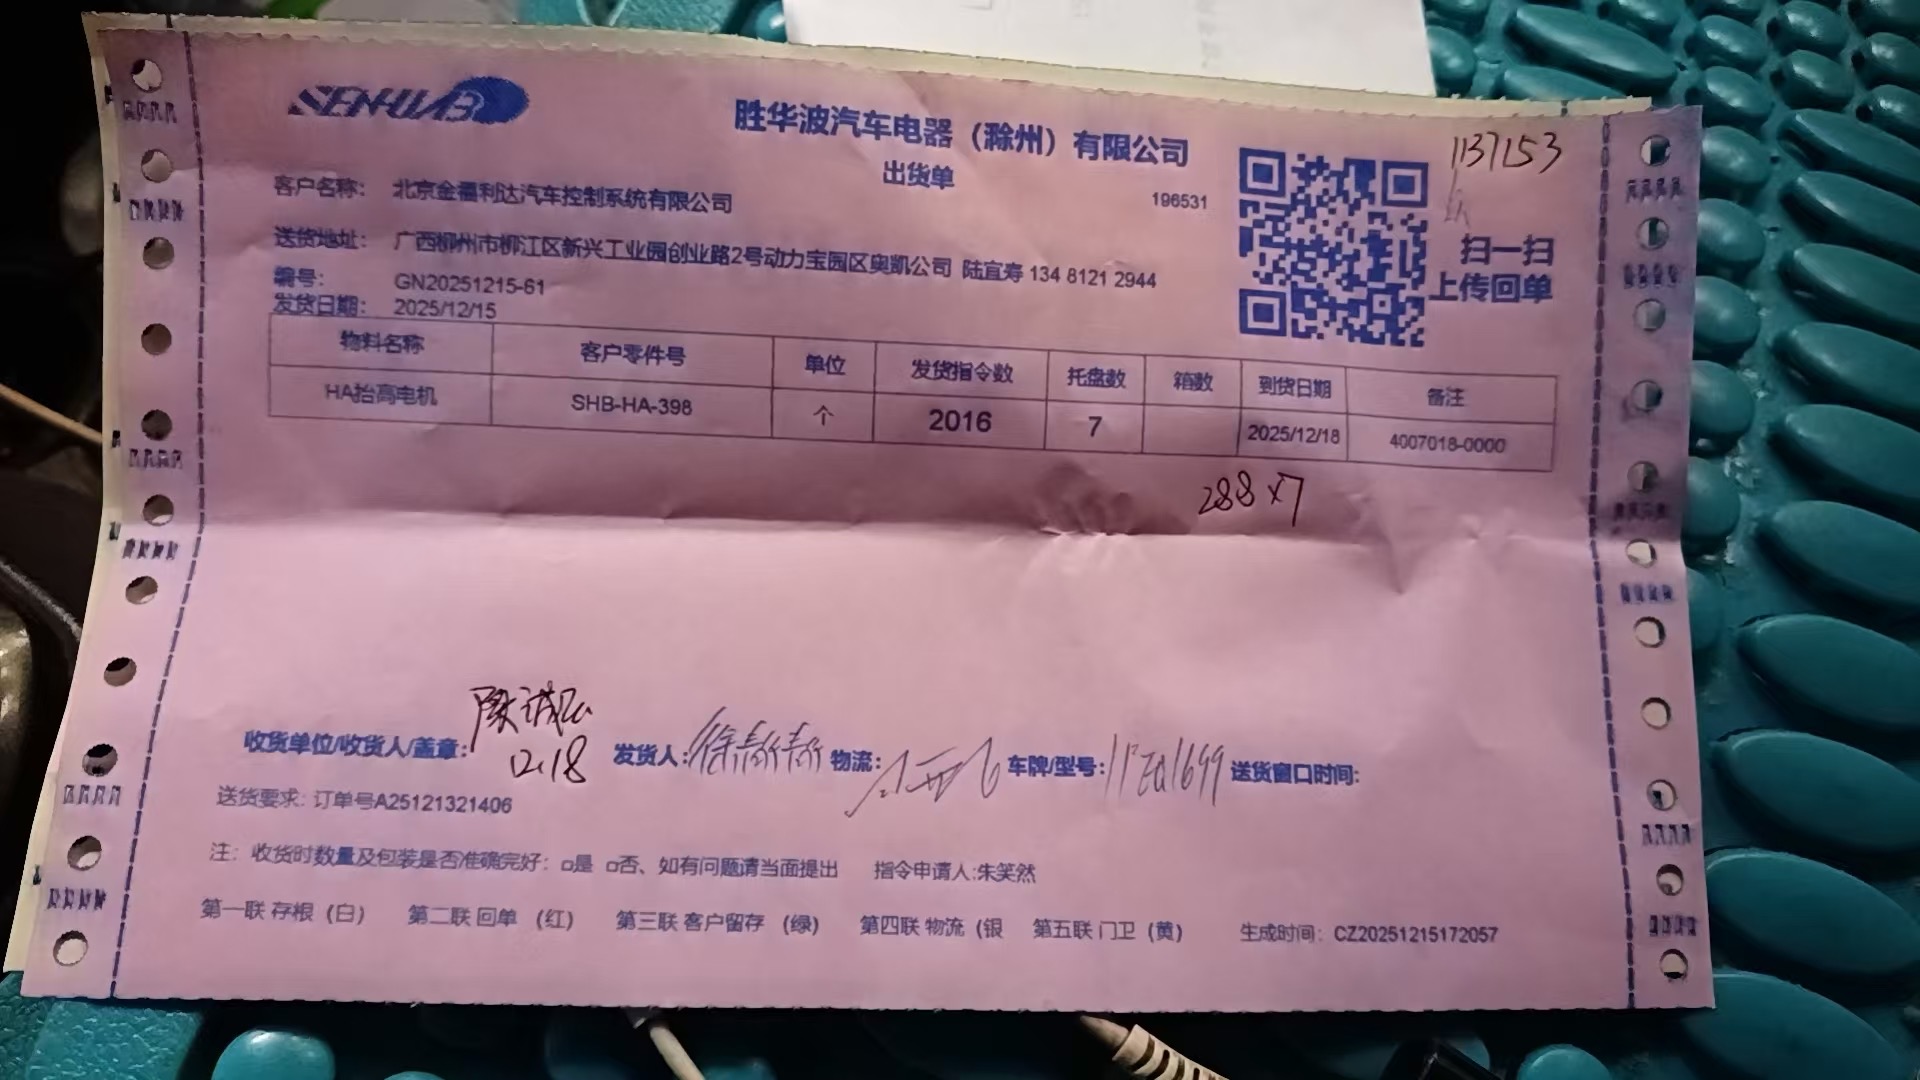 SENHUAB
胜华波汽车电器（滁州）有限公司
出货单
196531
1137153
客户名称： 北京金福利达汽车控制系统有限公司
送货地址： 广西柳州市柳江区新兴工业园创业路2号动力宝园区奥凯公司 陆宜寿 134 8121 2944
扫一扫
上传回单
编号： GN20251215-61
发货日期： 2025/12/15
物料名称 客户零件号 单位 发货指令数 托盘数 箱数 到货日期 备注
HA抬高电机 SHB-HA-398 个 2016 7 2025/12/18 4007018-0000
288×7
收货单位/收货人/盖章： 12.18 发货人： 物流： 车牌/型号： 送货窗口时间:
送货要求: 订单号A25121321406
注： 收货时数量及包装是否准确完好：□是 □否、如有问题请当面提出 指令申请人:朱笑然
第一联 存根（白） 第二联 回单 （红） 第三联 客户留存 （绿） 第四联 物流（银 第五联 门卫（黄） 生成时间： CZ20251215172057